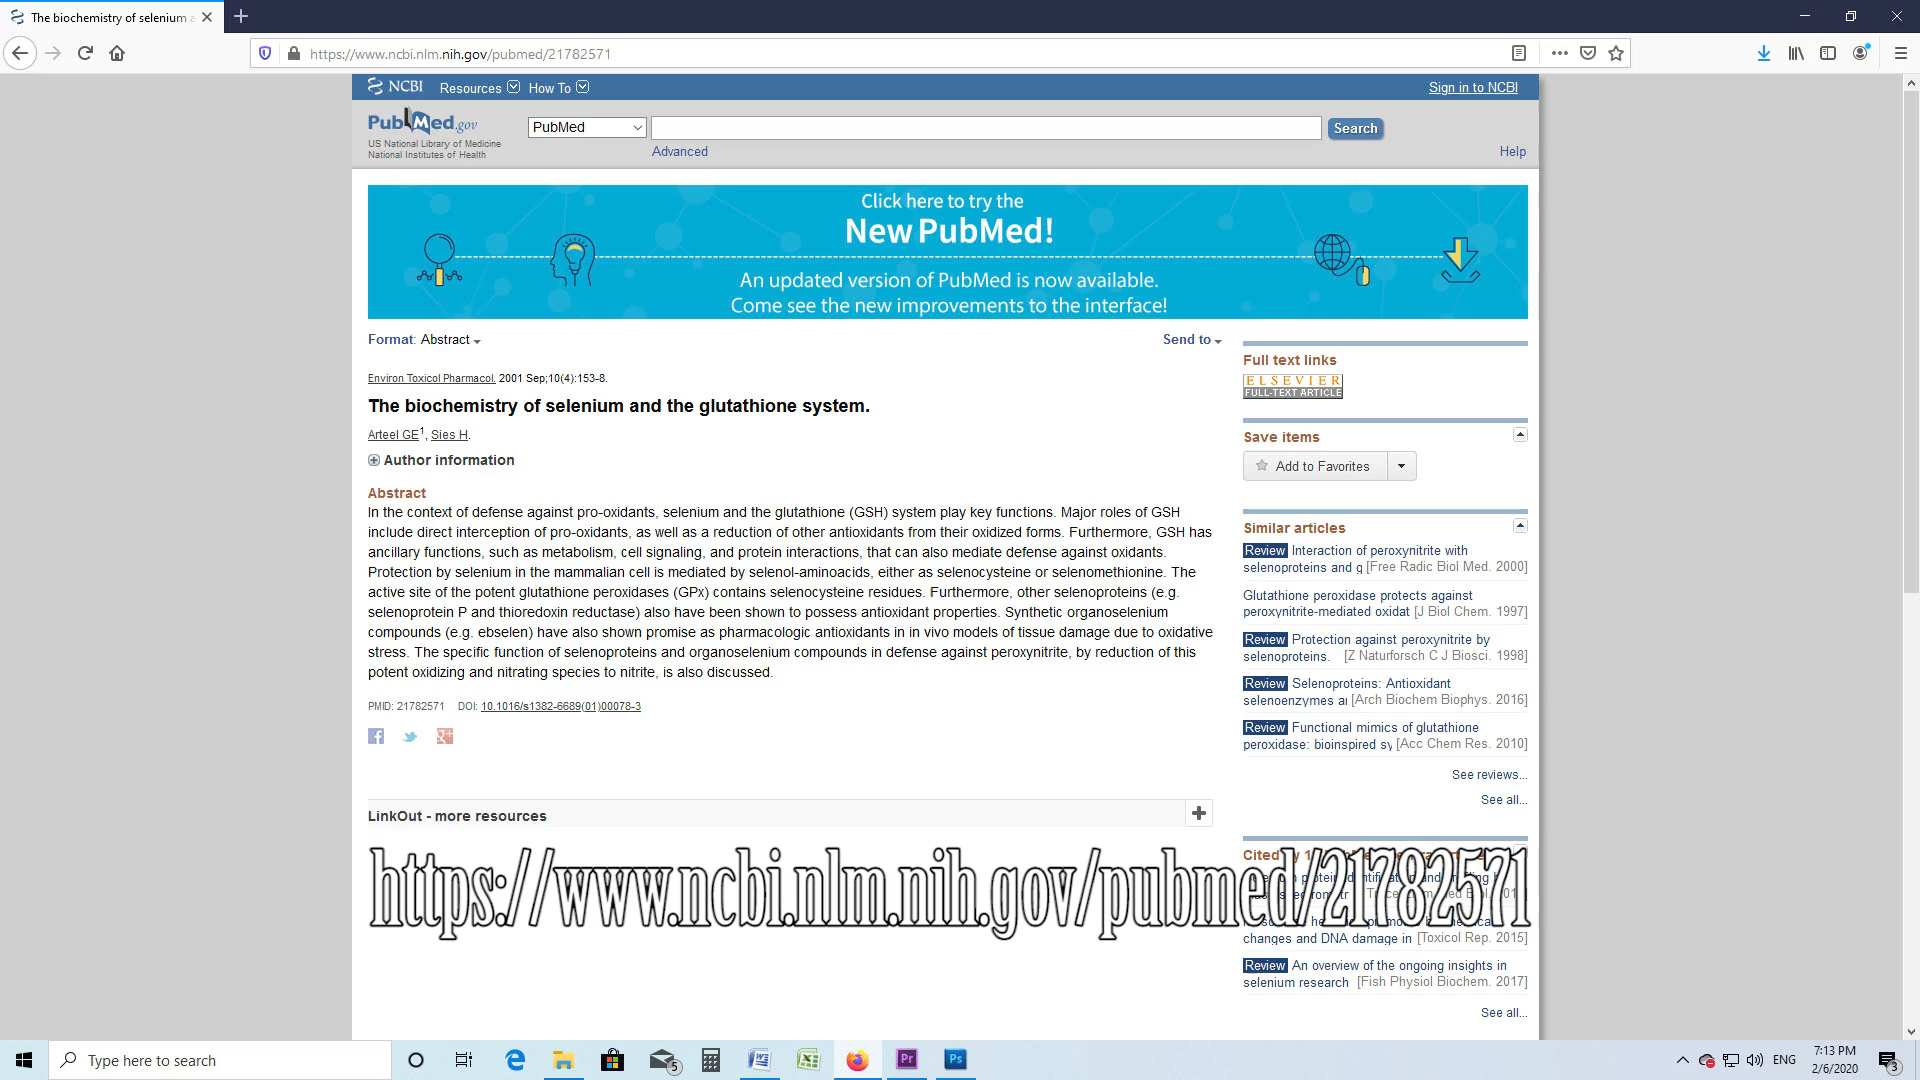 The biochemistry of selenium a
https://www.ncbi.nlm.nih.gov/pubmed/21782571
NCBI Resources How To Sign in to NCBI
PubMed.gov
US National Library of Medicine
National Institutes of Health
PubMed
Search
Advanced
Help
Click here to try the
New PubMed!
An updated version of PubMed is now available.
Come see the new improvements to the interface!
Format: Abstract
Send to
Environ Toxicol Pharmacol. 2001 Sep;10(4):153-8.
The biochemistry of selenium and the glutathione system.
Arteel GE1, Sies H.
Author information
Abstract
In the context of defense against pro-oxidants, selenium and the glutathione (GSH) system play key functions. Major roles of GSH
include direct interception of pro-oxidants, as well as a reduction of other antioxidants from their oxidized forms. Furthermore, GSH has
ancillary functions, such as metabolism, cell signaling, and protein interactions, that can also mediate defense against oxidants.
Protection by selenium in the mammalian cell is mediated by selenol-aminoacids, either as selenocysteine or selenomethionine. The
active site of the potent glutathione peroxidases (GPx) contains selenocysteine residues. Furthermore, other selenoproteins (e.g.
selenoprotein P and thioredoxin reductase) also have been shown to possess antioxidant properties. Synthetic organoselenium
compounds (e.g. ebselen) have also shown promise as pharmacologic antioxidants in in vivo models of tissue damage due to oxidative
stress. The specific function of selenoproteins and organoselenium compounds in defense against peroxynitrite, by reduction of this
potent oxidizing and nitrating species to nitrite, is also discussed.
PMID: 21782571 DOI: 10.1016/s1382-6689(01)00078-3
LinkOut - more resources
Full text links
ELSEVIER
FULL-TEXT ARTICLE
Save items
Add to Favorites
Similar articles
Review Interaction of peroxynitrite with
selenoproteins and g [Free Radic Biol Med. 2000]
Glutathione peroxidase protects against
peroxynitrite-mediated oxidat [J Biol Chem. 1997]
Review Protection against peroxynitrite by
selenoproteins. [Z Naturforsch C J Biosci. 1998]
Review Selenoproteins: Antioxidant
selenoenzymes ar [Arch Biochem Biophys. 2016]
Review Functional mimics of glutathione
peroxidase: bioinspired sy [Acc Chem Res. 2010]
See reviews...
See all...
https://www.ncbi.nlm.nih.gov/pubmed/21782571
Cited by
changes and DNA damage in [Toxicol Rep. 2015]
Review An overview of the ongoing insights in
selenium research [Fish Physiol Biochem. 2017]
See all...
Type here to search
5
ENG
7:13 PM
2/6/2020
3